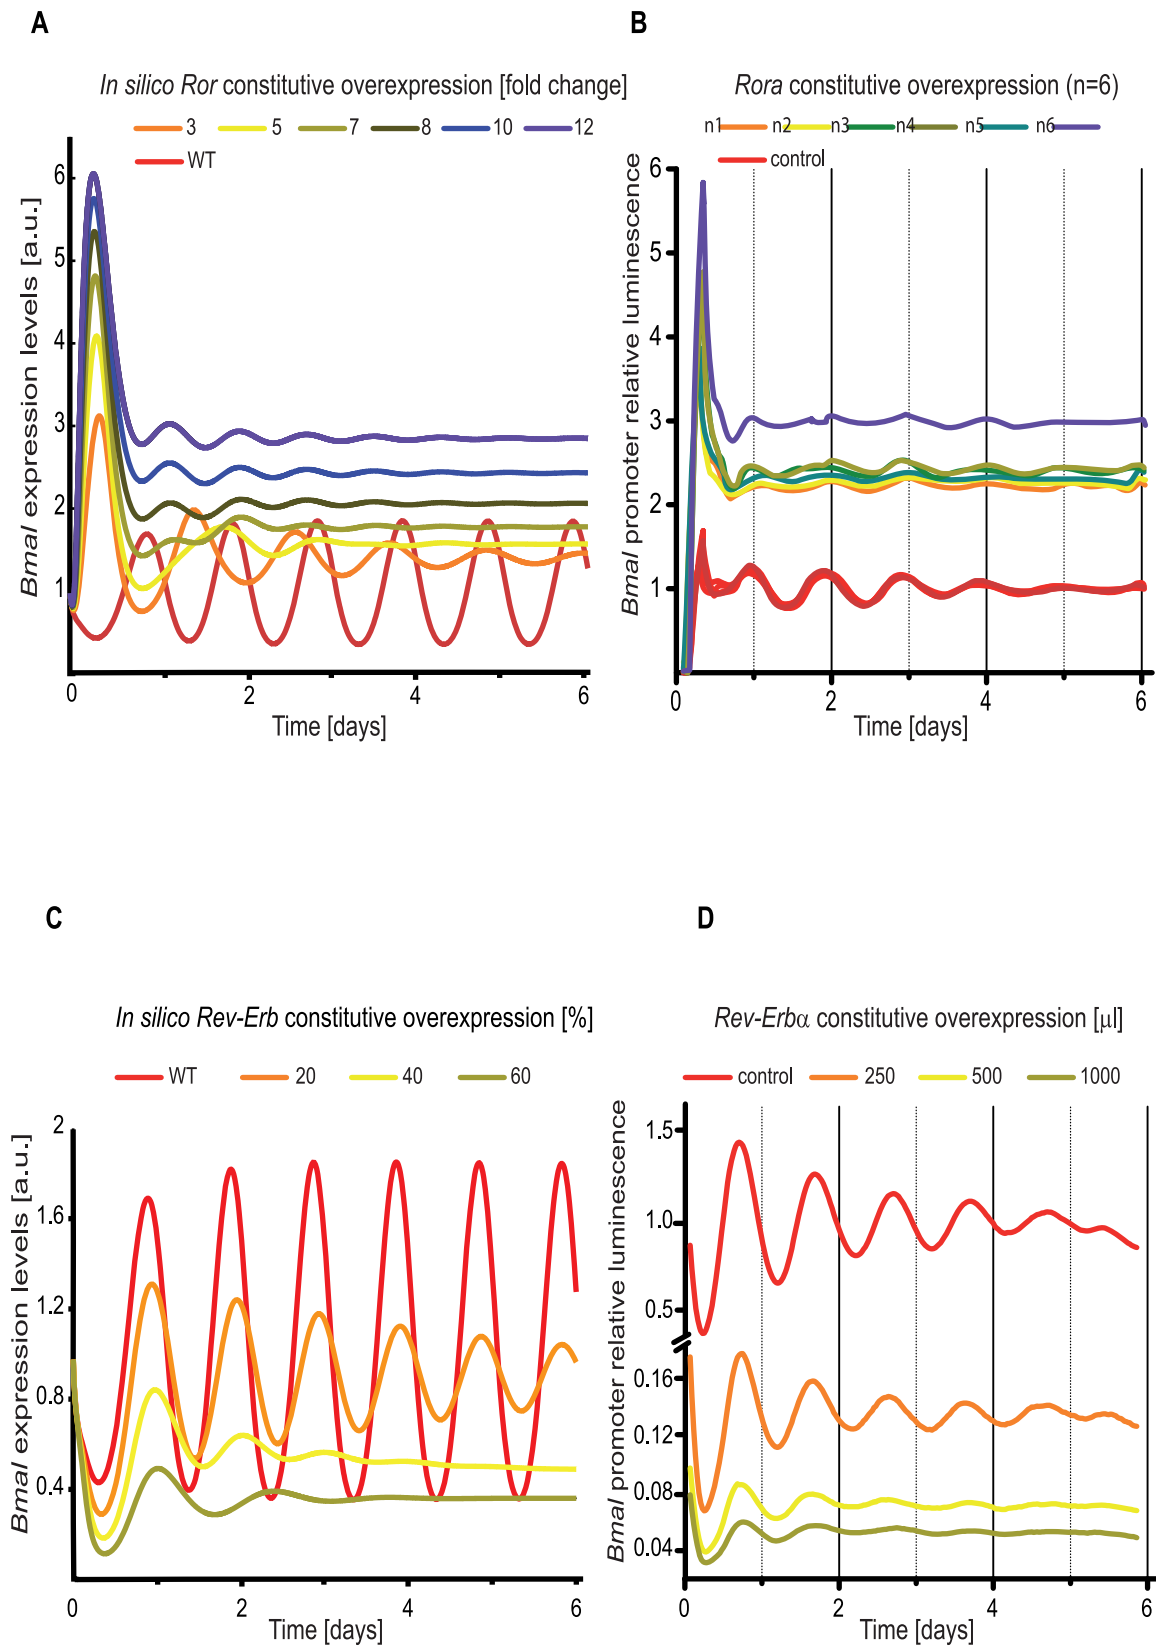 A
In silico Ror constitutive overexpression [fold change]
3 5 7 8 10 12
WT
Bmal expression levels [a.u.]
6
5
4
3
2
1
0 2 4 6
Time [days]
B
Rora constitutive overexpression (n=6)
n1 n2 n3 n4 n5 n6
control
Bmal promoter relative luminescence
6
5
4
3
2
1
0 2 4 6
Time [days]
C
In silico Rev-Erb constitutive overexpression [%]
WT 20 40 60
Bmal expression levels [a.u.]
2
1.6
1.2
0.8
0.4
0 2 4 6
Time [days]
D
Rev-Erbα constitutive overexpression [µl]
control 250 500 1000
Bmal promoter relative luminescence
1.5
1.0
0.5
0.16
0.12
0.08
0.04
0 2 4 6
Time [days]